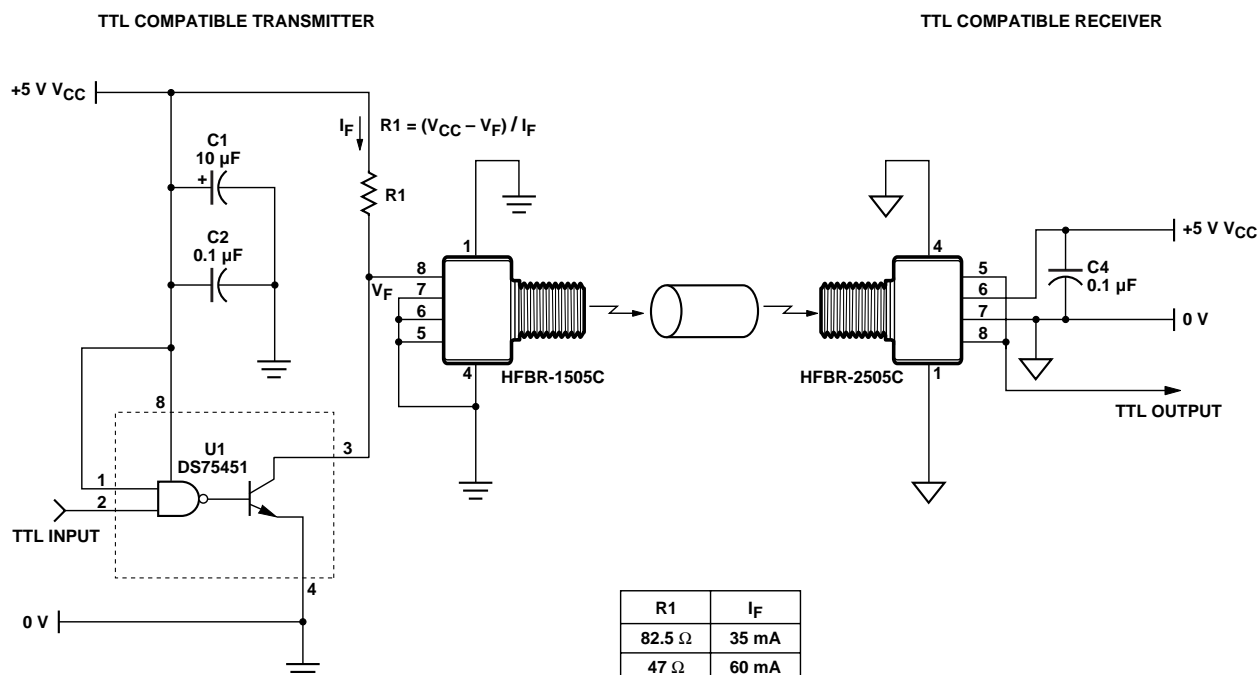 TTL COMPATIBLE TRANSMITTER
TTL COMPATIBLE RECEIVER
+5 V VCC
IF
R1 = (VCC – VF) / IF
C1
10 µF
+
R1
C2
0.1 µF
1
8
VF
7
6
5
4
HFBR-1505C
4
5
6
7
8
1
HFBR-2505C
+5 V VCC
C4
0.1 µF
0 V
TTL OUTPUT
8
U1
DS75451
3
1
2
TTL INPUT
4
0 V
R1
IF
82.5 Ω
35 mA
47 Ω
60 mA